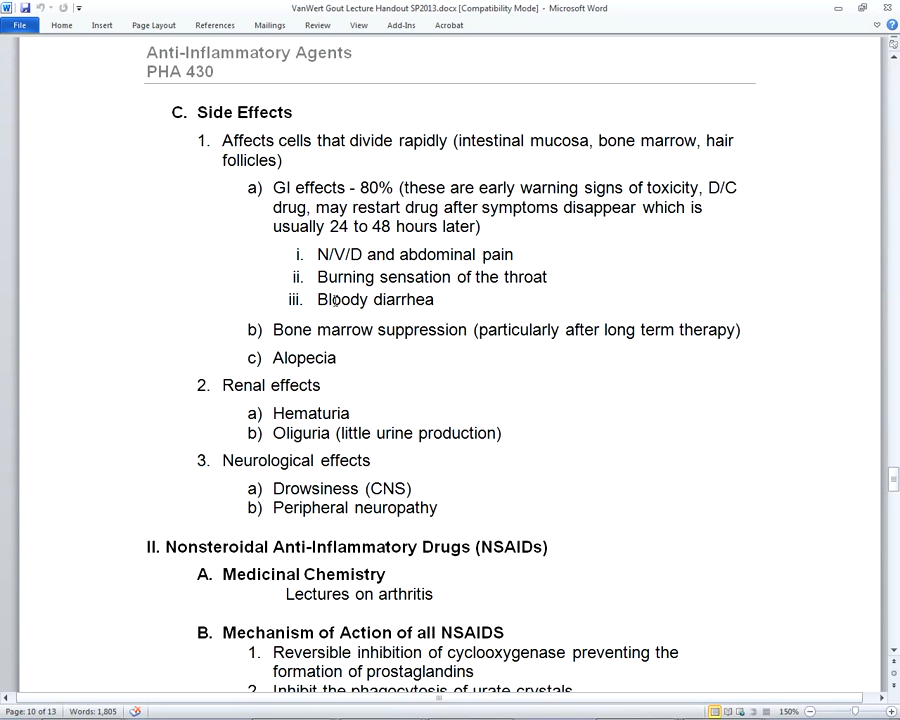 VanWert Gout Lecture Handout SP2013.docx [Compatibility Mode] - Microsoft Word
File Home Insert Page Layout References Mailings Review View Add-Ins Acrobat
Anti-Inflammatory Agents
PHA 430
C. Side Effects
1. Affects cells that divide rapidly (intestinal mucosa, bone marrow, hair
follicles)
a) GI effects - 80% (these are early warning signs of toxicity, D/C
drug, may restart drug after symptoms disappear which is
usually 24 to 48 hours later)
i. N/V/D and abdominal pain
ii. Burning sensation of the throat
iii. Bloody diarrhea
b) Bone marrow suppression (particularly after long term therapy)
c) Alopecia
2. Renal effects
a) Hematuria
b) Oliguria (little urine production)
3. Neurological effects
a) Drowsiness (CNS)
b) Peripheral neuropathy
II. Nonsteroidal Anti-Inflammatory Drugs (NSAIDs)
A. Medicinal Chemistry
Lectures on arthritis
B. Mechanism of Action of all NSAIDS
1. Reversible inhibition of cyclooxygenase preventing the
formation of prostaglandins
2. Inhibit the phagocytosis of urate crystals
Page: 10 of 13 Words: 1,805 150%